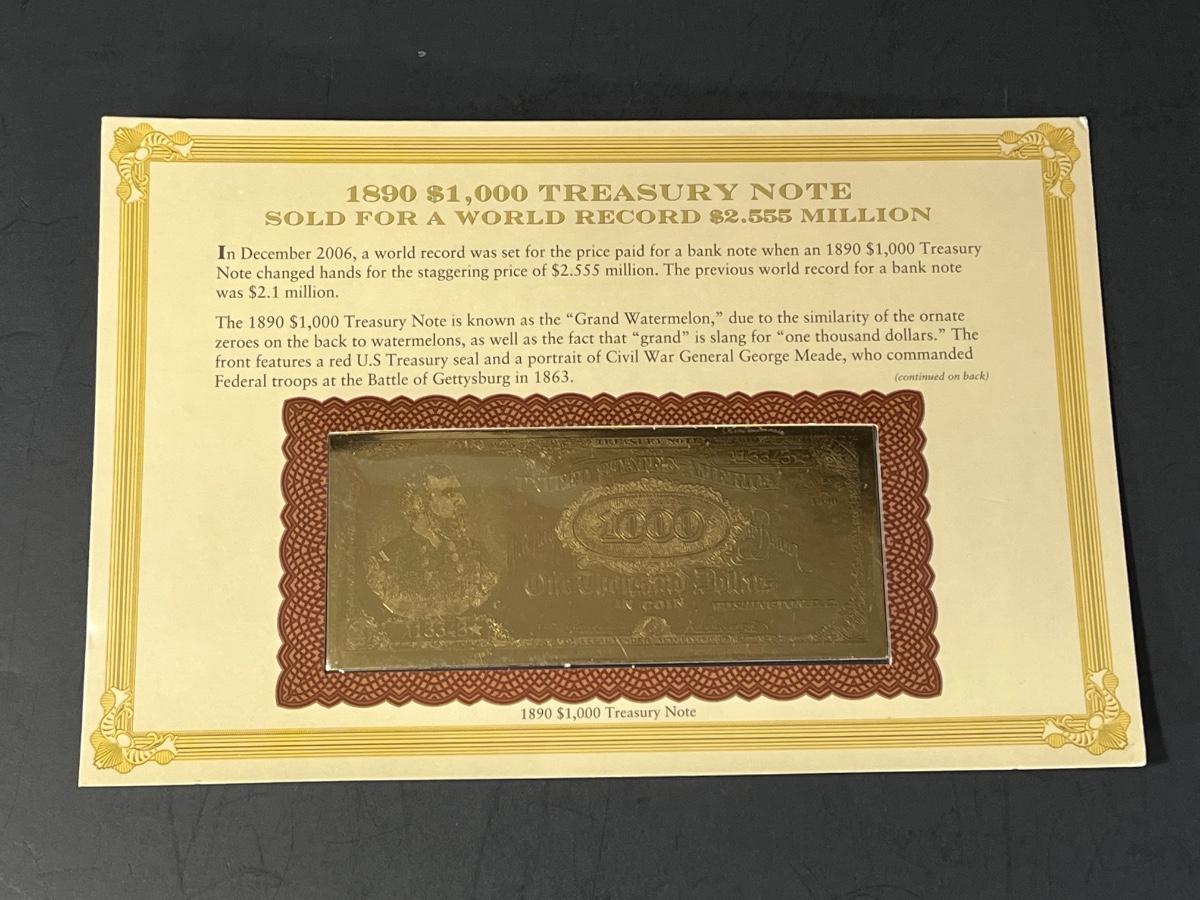 1890 $1,000 TREASURY NOTE
SOLD FOR A WORLD RECORD $2.555 MILLION
In December 2006, a world record was set for the price paid for a bank note when an 1890 $1,000 Treasury
Note changed hands for the staggering price of $2.555 million. The previous world record for a bank note
was $2.1 million.
The 1890 $1,000 Treasury Note is known as the “Grand Watermelon,” due to the similarity of the ornate
zeroes on the back to watermelons, as well as the fact that “grand” is slang for “one thousand dollars.” The
front features a red U.S Treasury seal and a portrait of Civil War General George Meade, who commanded
Federal troops at the Battle of Gettysburg in 1863.
(continued on back)
TREASURY NOTE
UNITED STATES AMERICA
1000
One Thousand Dollars
IN COIN WASHINGTON, D.C.
1890 $1,000 Treasury Note